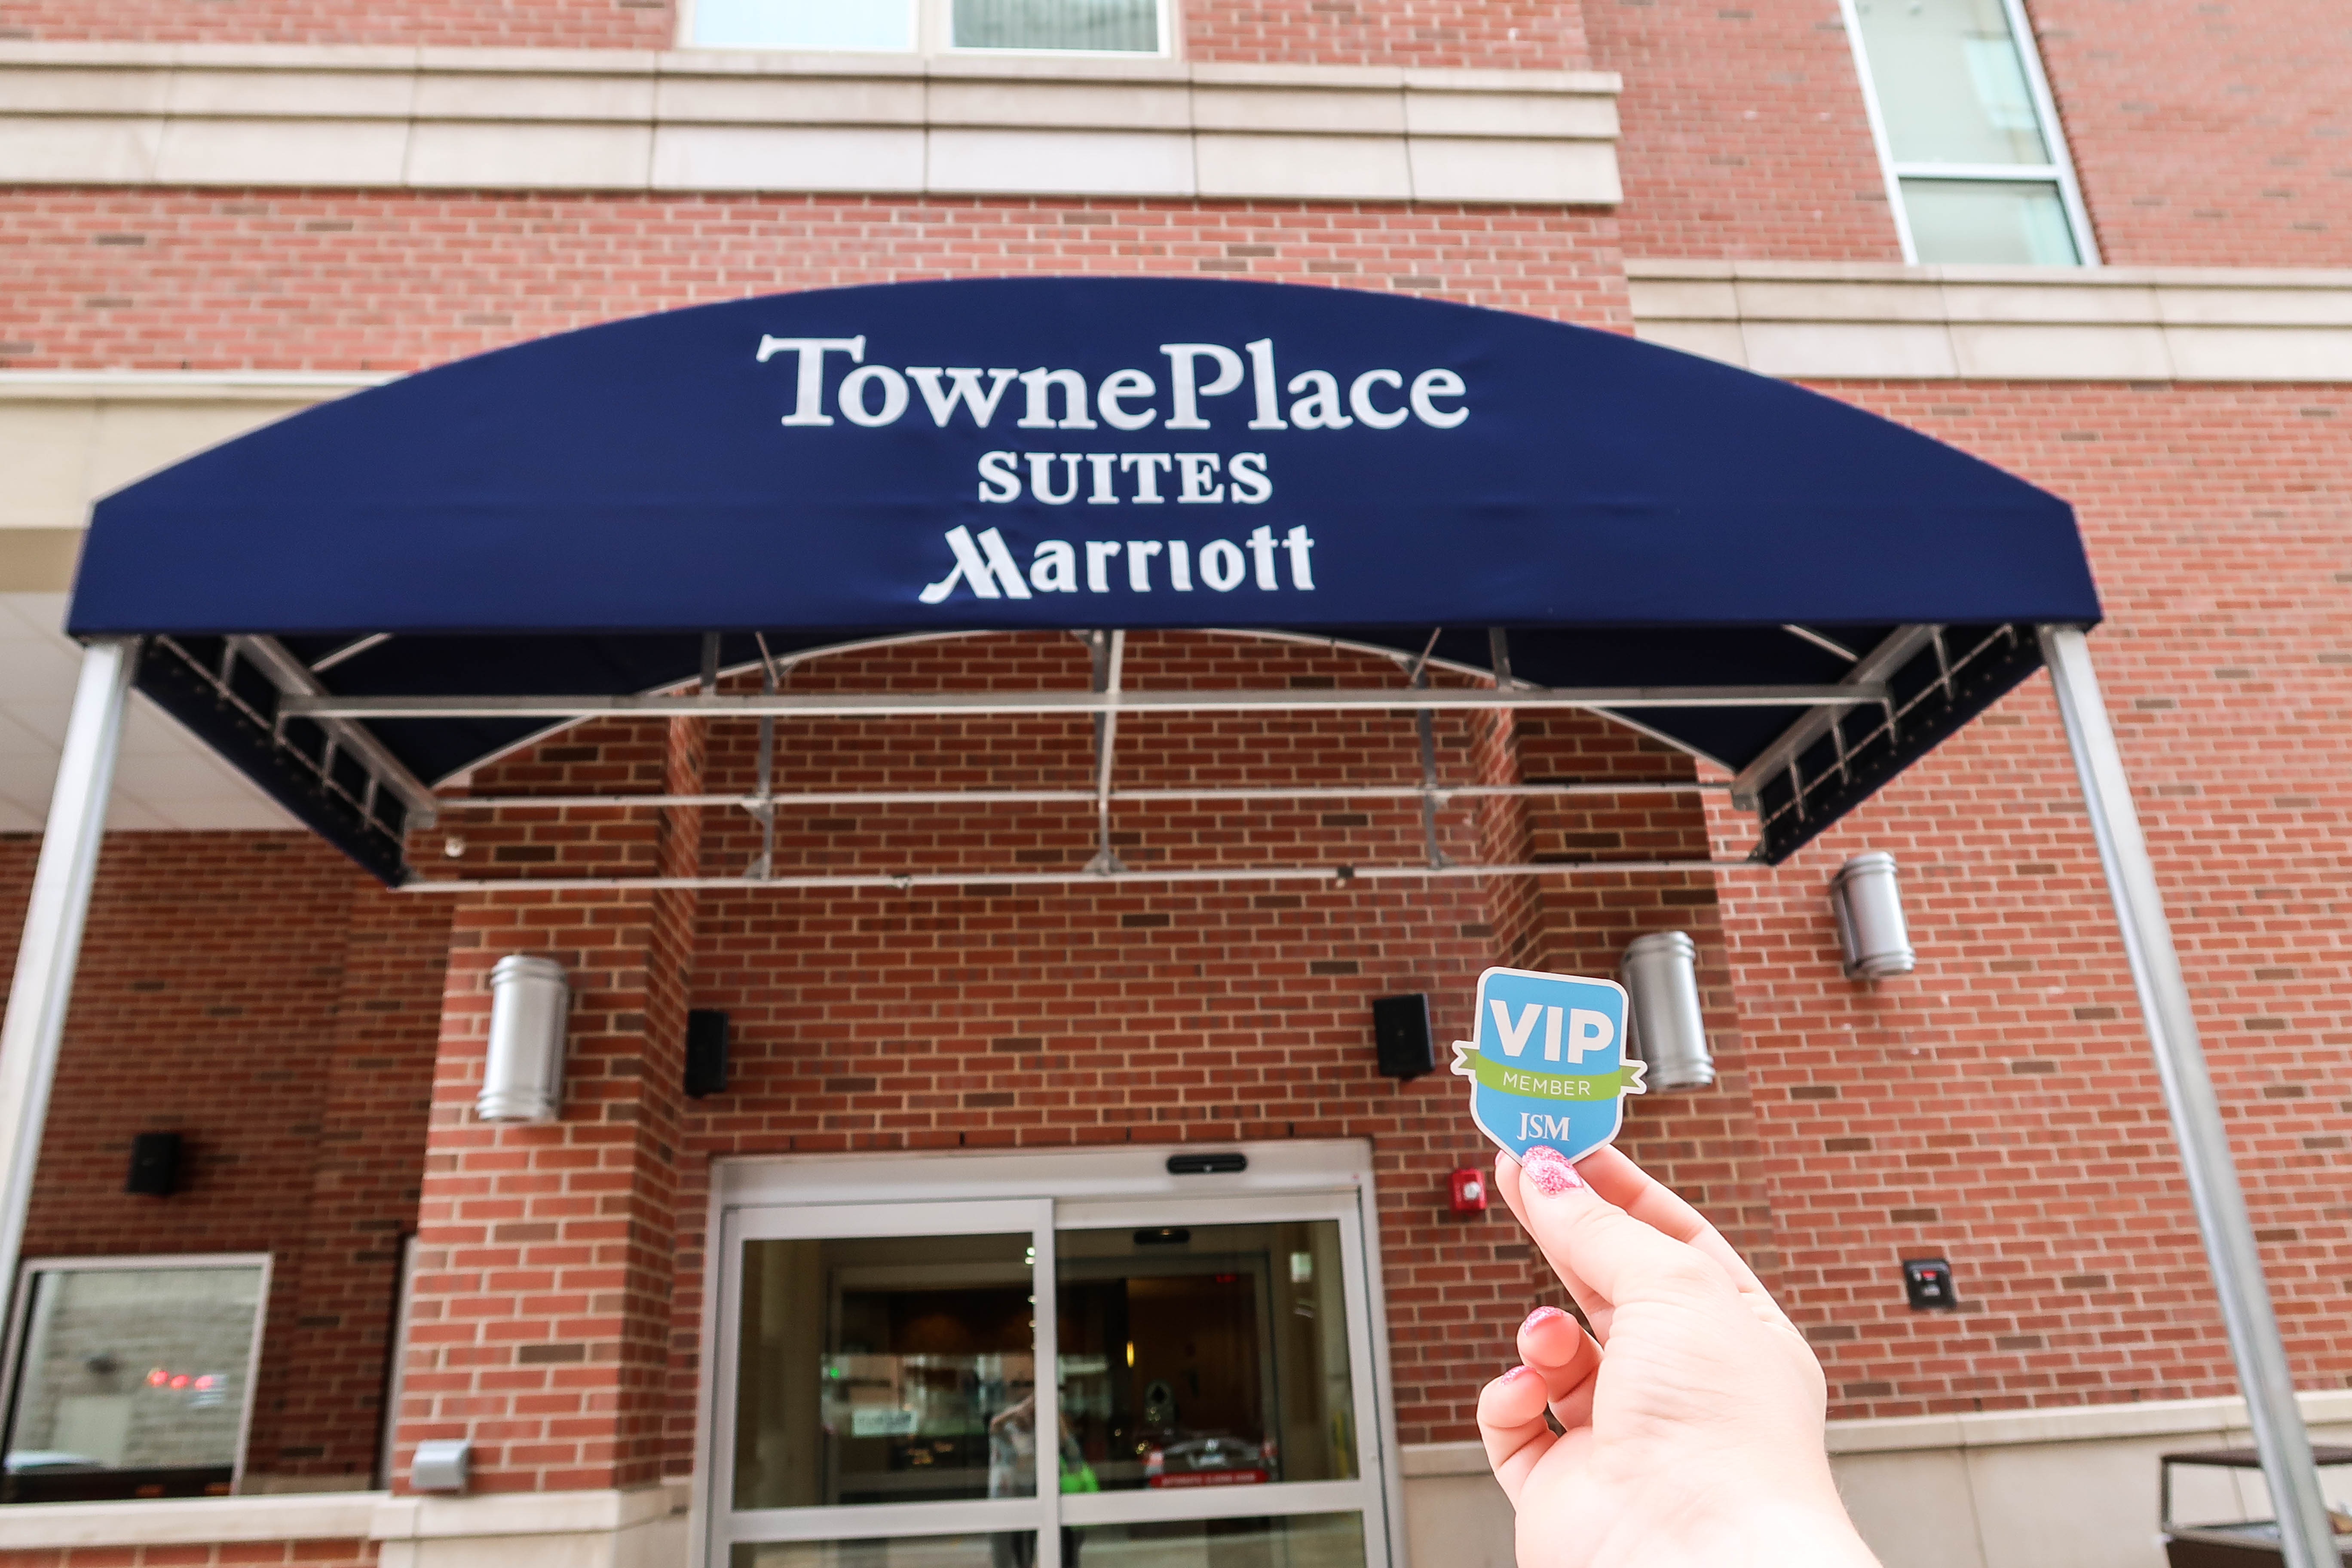 TownePlace
SUITES
Marriott
VIP
MEMBER
JSM